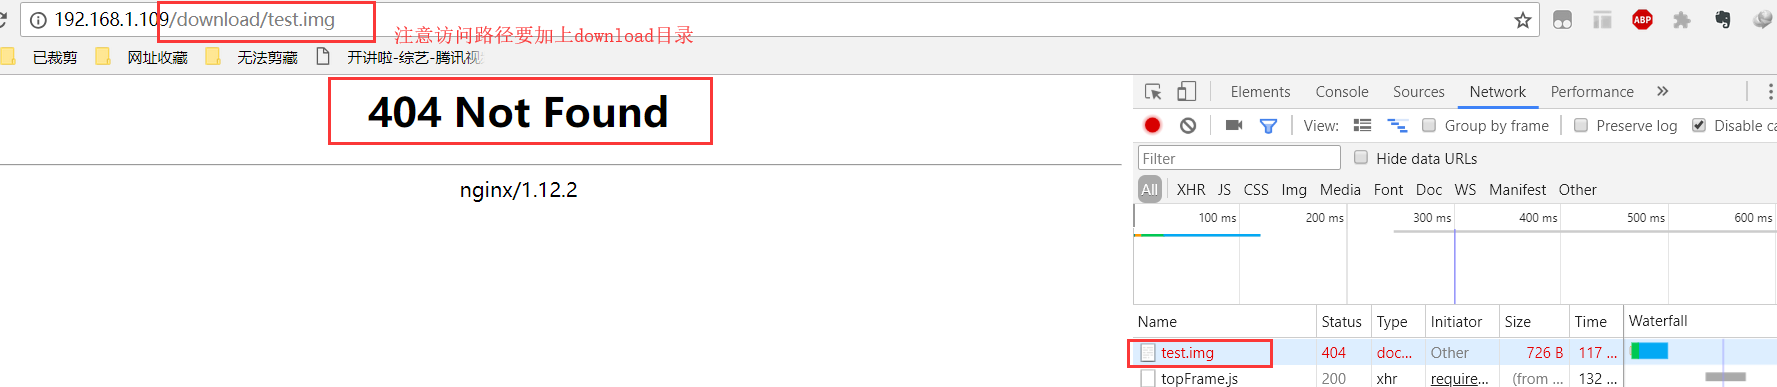 192.168.1.109/download/test.img
注意访问路径要加上download目录
ABP
已裁剪 网址收藏 无法剪藏 开讲啦-综艺-腾讯视
404 Not Found
nginx/1.12.2
Elements Console Sources Network Performance »
View: Group by frame Preserve log Disable ca
Filter Hide data URLs
All XHR JS CSS Img Media Font Doc WS Manifest Other
100 ms 200 ms 300 ms 400 ms 500 ms 600 ms
Name Status Type Initiator Size Time Waterfall
test.img 404 doc... Other 726 B 117 ...
topFrame.js 200 xhr require... (from ... 132 ...